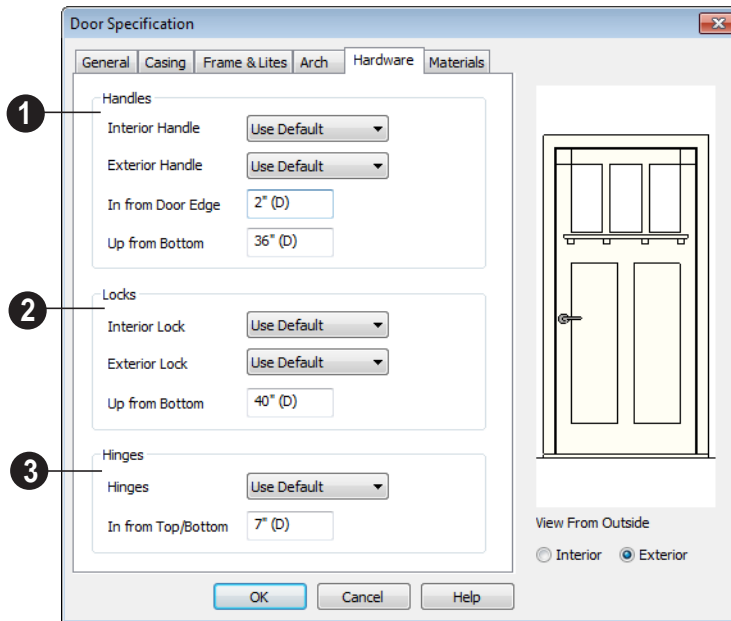 Door Specification
General Casing Frame & Lites Arch Hardware Materials
1
Handles
Interior Handle Use Default
Exterior Handle Use Default
In from Door Edge 2" (D)
Up from Bottom 36" (D)
2
Locks
Interior Lock Use Default
Exterior Lock Use Default
Up from Bottom 40" (D)
3
Hinges
Hinges Use Default
In from Top/Bottom 7" (D)
View From Outside
Interior Exterior
OK Cancel Help